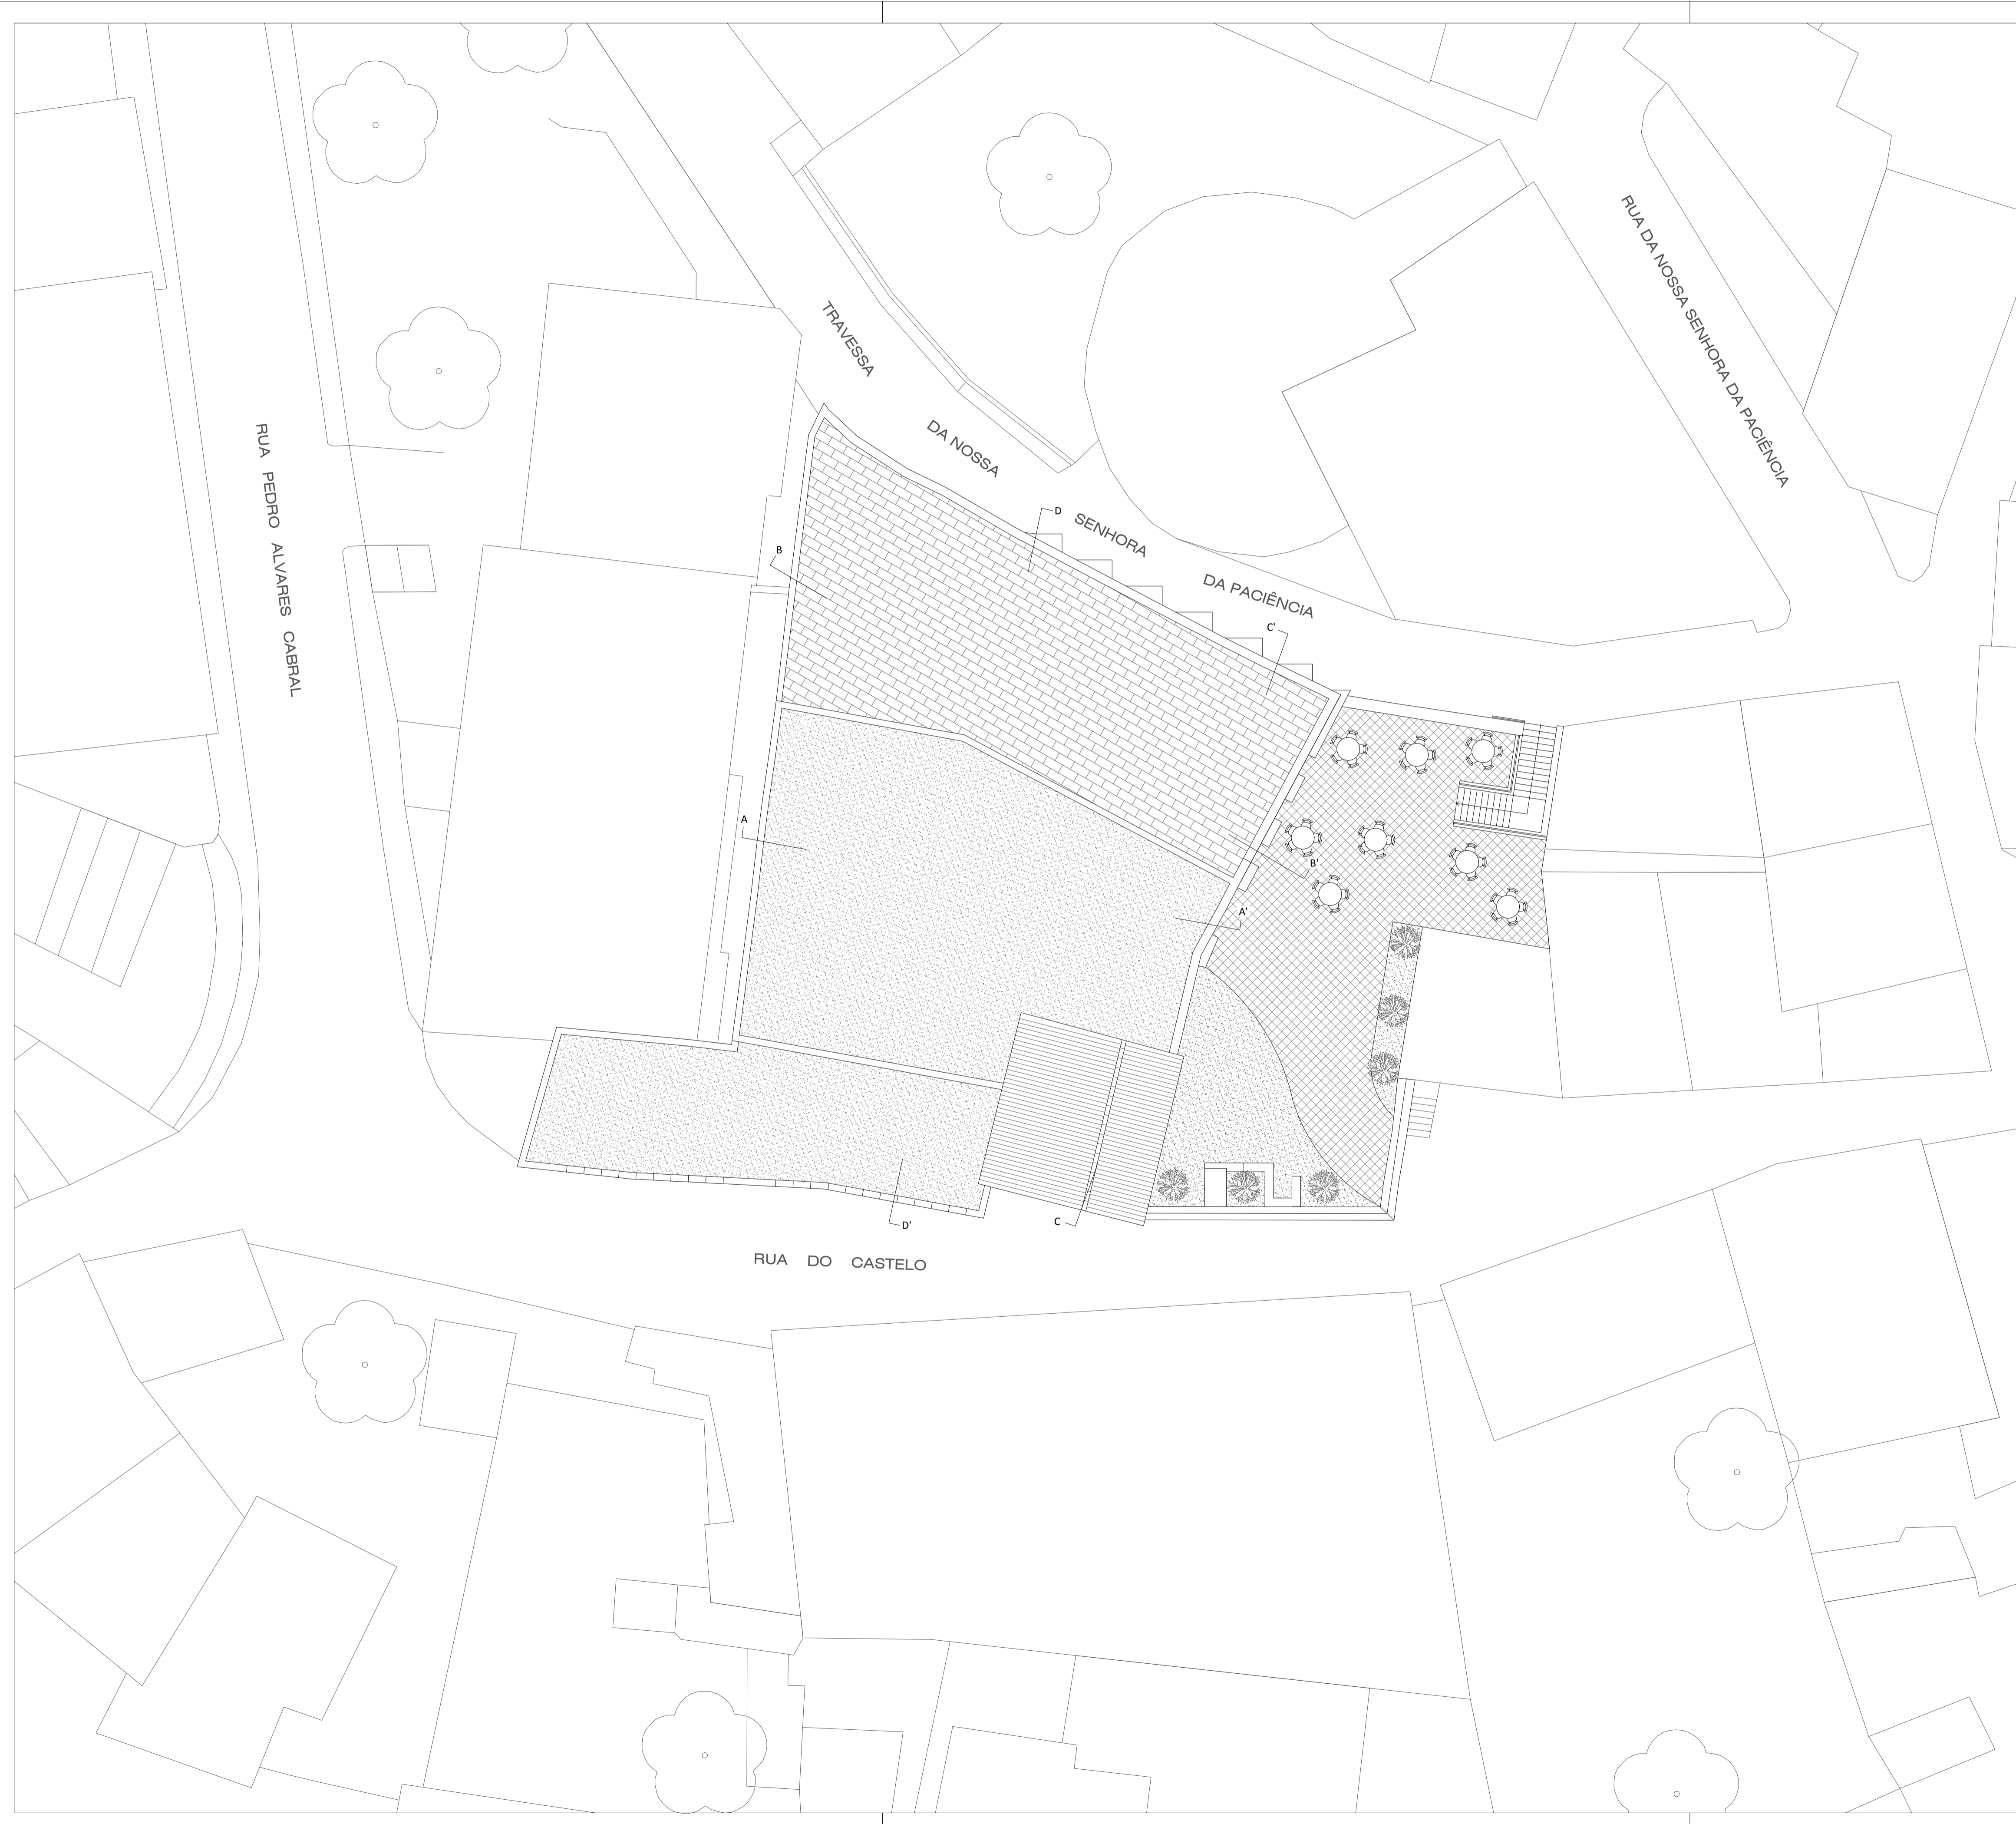 RUA DA NOSSA SENHORA DA PACIÊNCIA
TRAVESSA
DA NOSSA
SENHORA
DA PACIÊNCIA
RUA PEDRO ALVARES CABRAL
D
B
C'
A
B'
A'
D'
C
RUA DO CASTELO